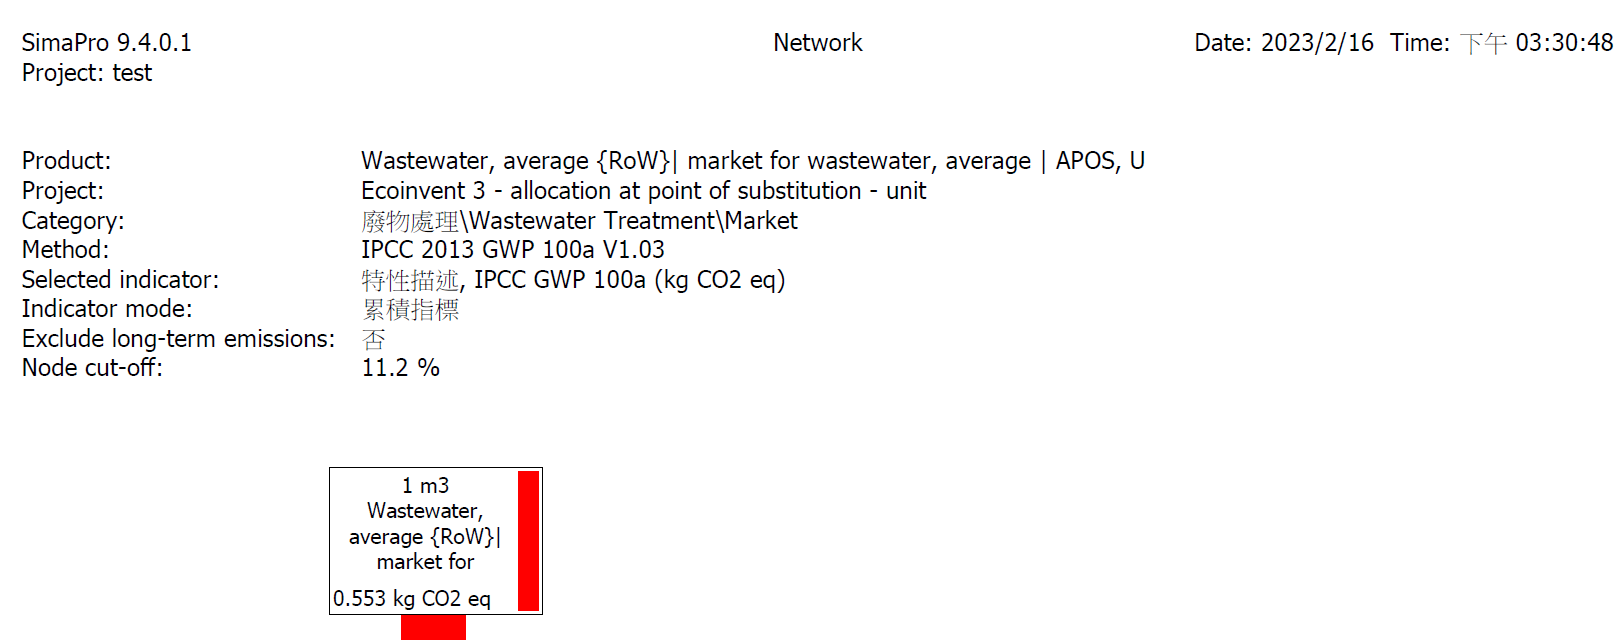 SimaPro 9.4.0.1 Network Date: 2023/2/16 Time: 下午 03:30:48
Project: test
Product: Wastewater, average {RoW}| market for wastewater, average | APOS, U
Project: Ecoinvent 3 - allocation at point of substitution - unit
Category: 廢物處理\Wastewater Treatment\Market
Method: IPCC 2013 GWP 100a V1.03
Selected indicator: 特性描述, IPCC GWP 100a (kg CO2 eq)
Indicator mode: 累積指標
Exclude long-term emissions: 否
Node cut-off: 11.2 %
1 m3
Wastewater,
average {RoW}|
market for
0.553 kg CO2 eq